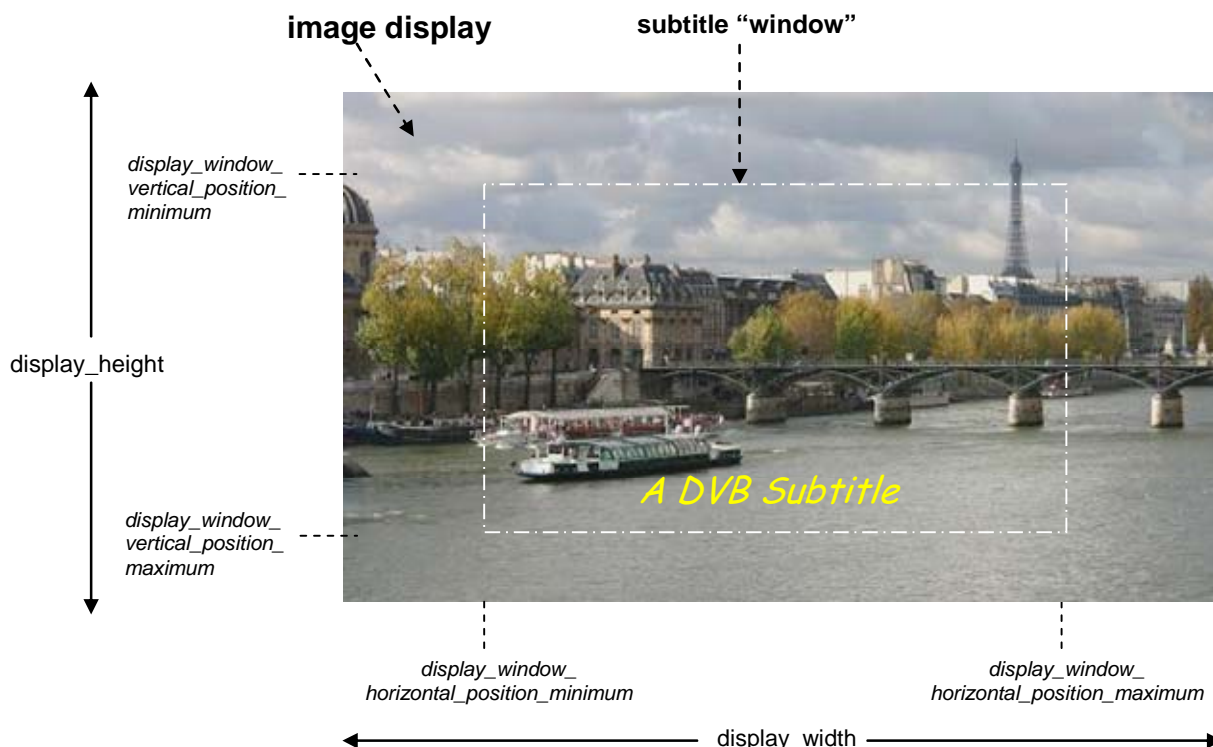 image display
subtitle “window”
display_window_
vertical_position_
minimum
display_height
A DVB Subtitle
display_window_
vertical_position_
maximum
display_window_
horizontal_position_minimum
display_window_
horizontal_position_maximum
display_width